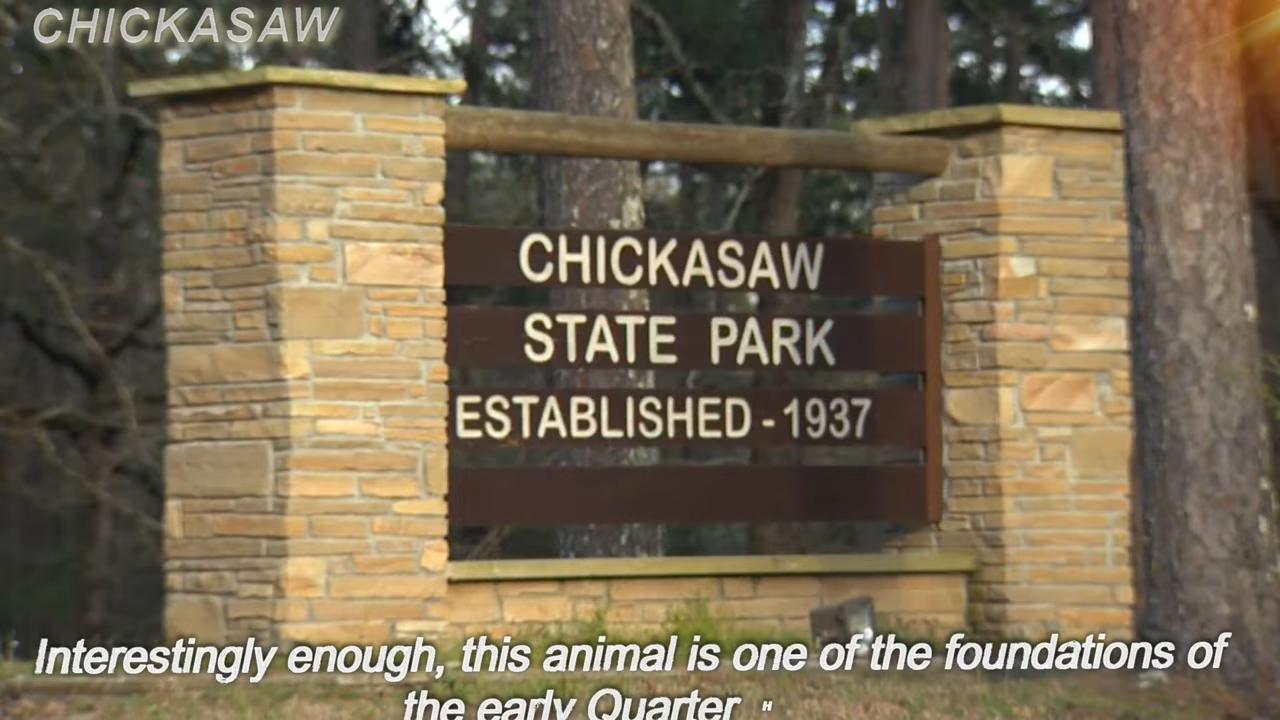 CHICKASAW
CHICKASAW
STATE PARK
ESTABLISHED - 1937
Interestingly enough, this animal is one of the foundations of
the early Quarter H